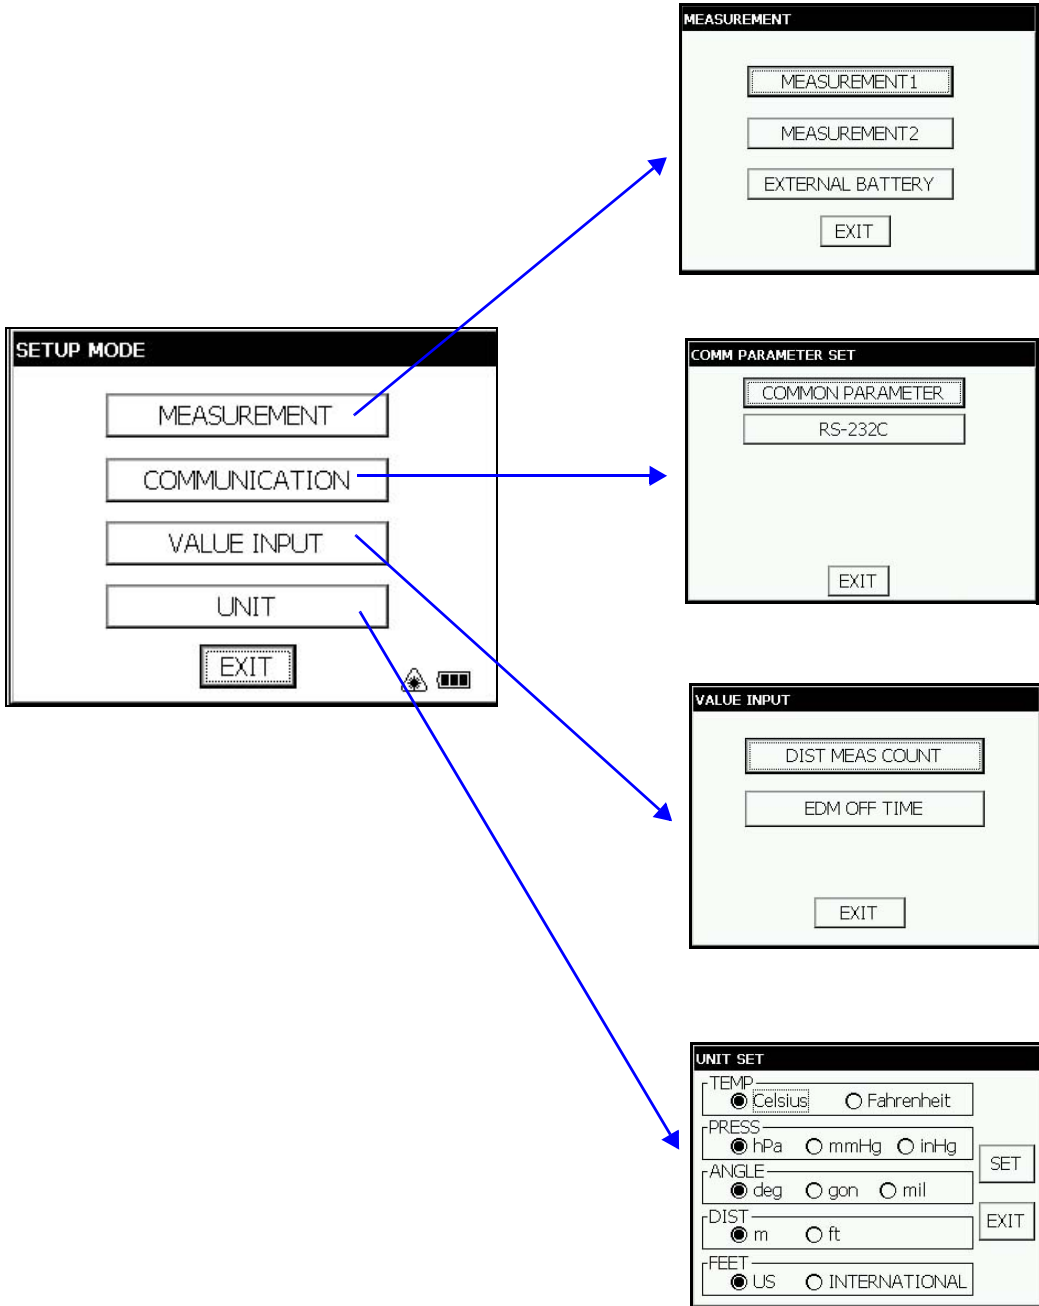 SETUP MODE
MEASUREMENT
COMMUNICATION
VALUE INPUT
UNIT
EXIT
MEASUREMENT
MEASUREMENT1
MEASUREMENT2
EXTERNAL BATTERY
EXIT
COMM PARAMETER SET
COMMON PARAMETER
RS-232C
EXIT
VALUE INPUT
DIST MEAS COUNT
EDM OFF TIME
EXIT
UNIT SET
TEMP
Celsius Fahrenheit
PRESS
hPa mmHg inHg
ANGLE
deg gon mil
DIST
m ft
FEET
US INTERNATIONAL
SET
EXIT